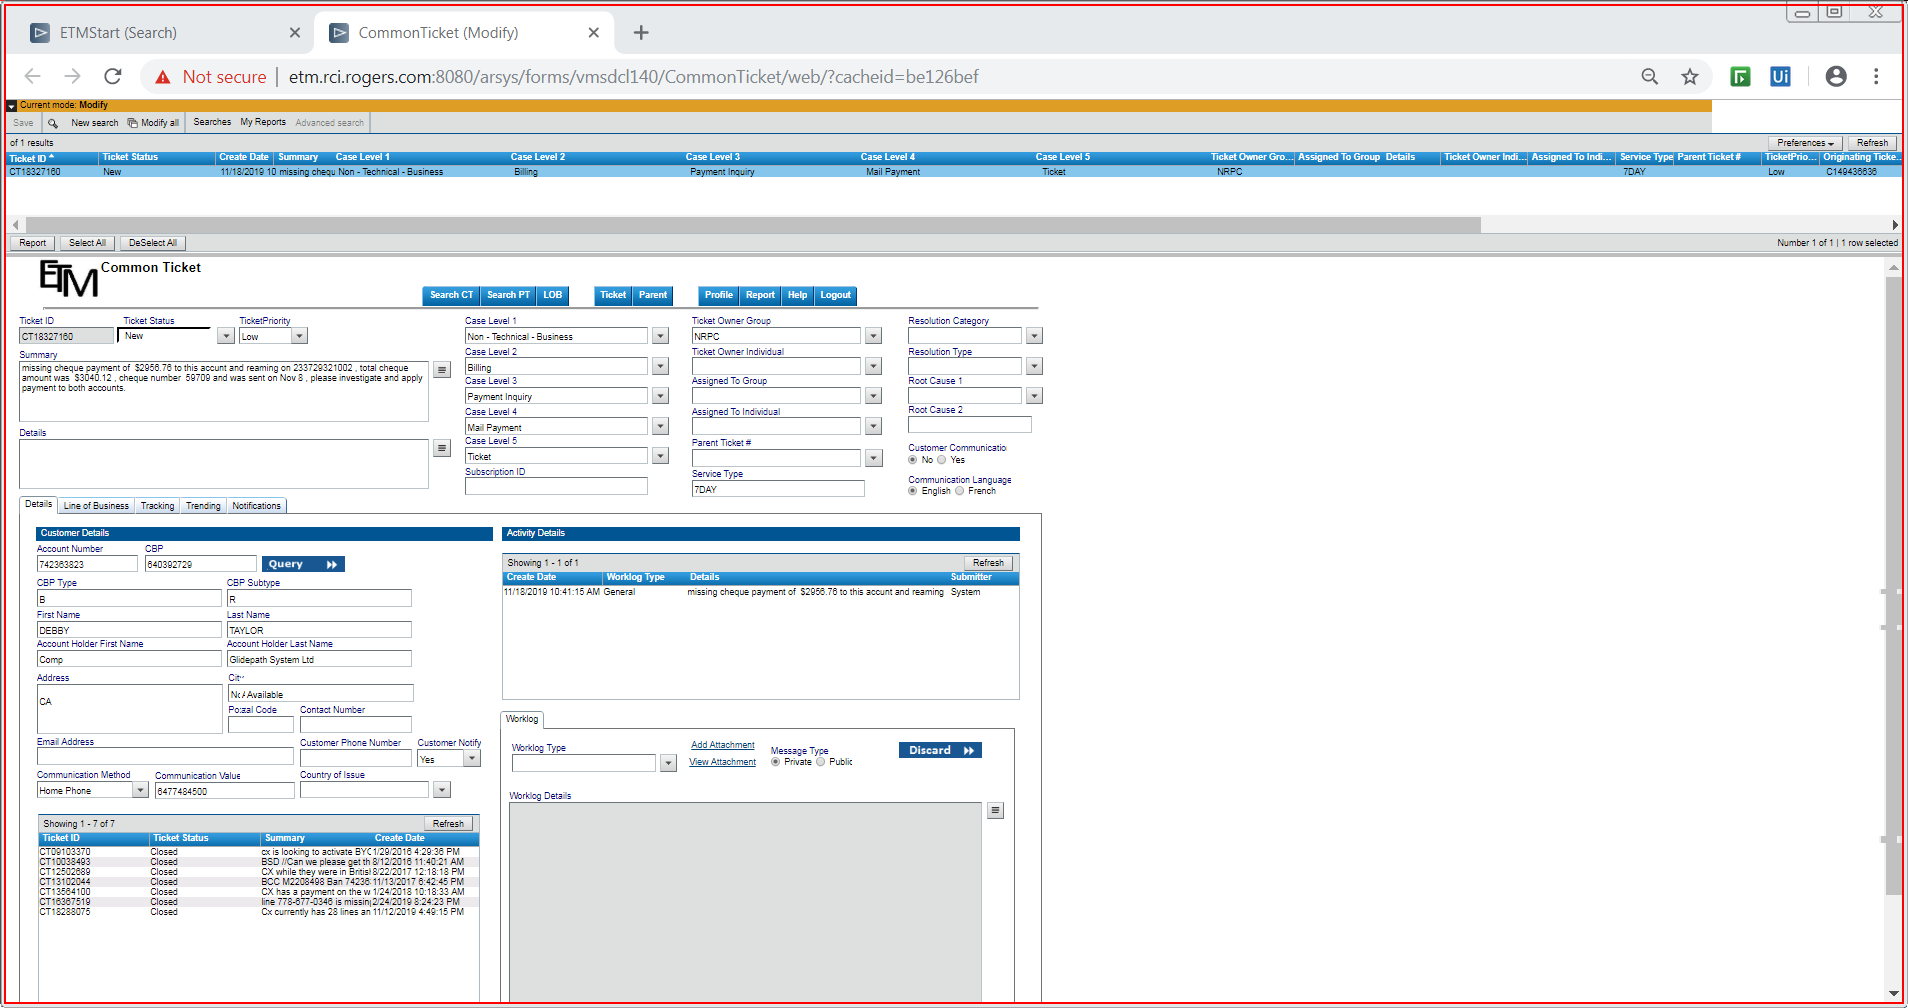 ETMStart (Search)
CommonTicket (Modify)
Not secure | etm.rci.rogers.com:8080/arsys/forms/vmsdcl140/CommonTicket/web/?cacheid=be126bef
Ui
Current mode: Modify
Save New search Modify all Searches My Reports Advanced search
of 1 results Preferences Refresh
Ticket ID Ticket Status Create Date Summary Case Level 1 Case Level 2 Case Level 3 Case Level 4 Case Level 5 Ticket Owner Gro... Assigned To Group Details Ticket Owner Indi... Assigned To Indi... Service Type Parent Ticket # TicketPrio... Originating Ticke...
CT18327160 New 11/18/2019 10 missing chequ Non - Technical - Business Billing Payment Inquiry Mail Payment Ticket NRPC 7DAY Low C149436636
Report Select All DeSelect All Number 1 of 1 | 1 row selected
ETM Common Ticket
Search CT Search PT LOB Ticket Parent Profile Report Help Logout
Ticket ID Ticket Status TicketPriority
CT18327160 New Low
Summary
missing cheque payment of $2956.76 to this accunt and reaming on 233729321002 , total cheque
amount was $3040.12 , cheque number 59709 and was sent on Nov 8 , please investigate and apply
payment to both accounts.
Details
Case Level 1
Non - Technical - Business
Case Level 2
Billing
Case Level 3
Payment Inquiry
Case Level 4
Mail Payment
Case Level 5
Ticket
Subscription ID
Ticket Owner Group
NRPC
Ticket Owner Individual
Assigned To Group
Assigned To Individual
Parent Ticket #
Service Type
7DAY
Resolution Category
Resolution Type
Root Cause 1
Root Cause 2
Customer Communicatio
No Yes
Communication Language
English French
Details Line of Business Tracking Trending Notifications
Customer Details
Account Number CBP
742363823 640392729 Query
CBP Type CBP Subtype
B R
First Name Last Name
DEBBY TAYLOR
Account Holder First Name Account Holder Last Name
Comp Glidepath System Ltd
Address
CA
Available
Postal Code Contact Number
Email Address Customer Phone Number Customer Notify
Yes
Communication Method Communication Value Country of Issue
Home Phone 6477484500
Showing 1 - 7 of 7 Refresh
Ticket ID Ticket Status Summary Create Date
CT09103370 Closed cx is looking to activate BYO 1/29/2016 4:29:36 PM
CT10038493 Closed BSD //Can we please get th 8/12/2016 11:40:21 AM
CT12502689 Closed CX while they were in Britisl 8/22/2017 12:18:18 PM
CT13102044 Closed BCC M2208498 Ban 74236 11/13/2017 6:42:45 PM
CT13564100 Closed CX has a payment on the w 1/24/2018 10:18:33 AM
CT16367519 Closed line 778-677-0346 is missin 2/24/2019 8:24:23 PM
CT18288075 Closed Cx currently has 28 lines an 11/12/2019 4:49:15 PM
Activity Details
Showing 1 - 1 of 1 Refresh
Create Date Worklog Type Details Submitter
11/18/2019 10:41:15 AM General missing cheque payment of $2956.76 to this accunt and reaming System
Worklog
Worklog Type Add Attachment View Attachment Message Type Private Public Discard
Worklog Details